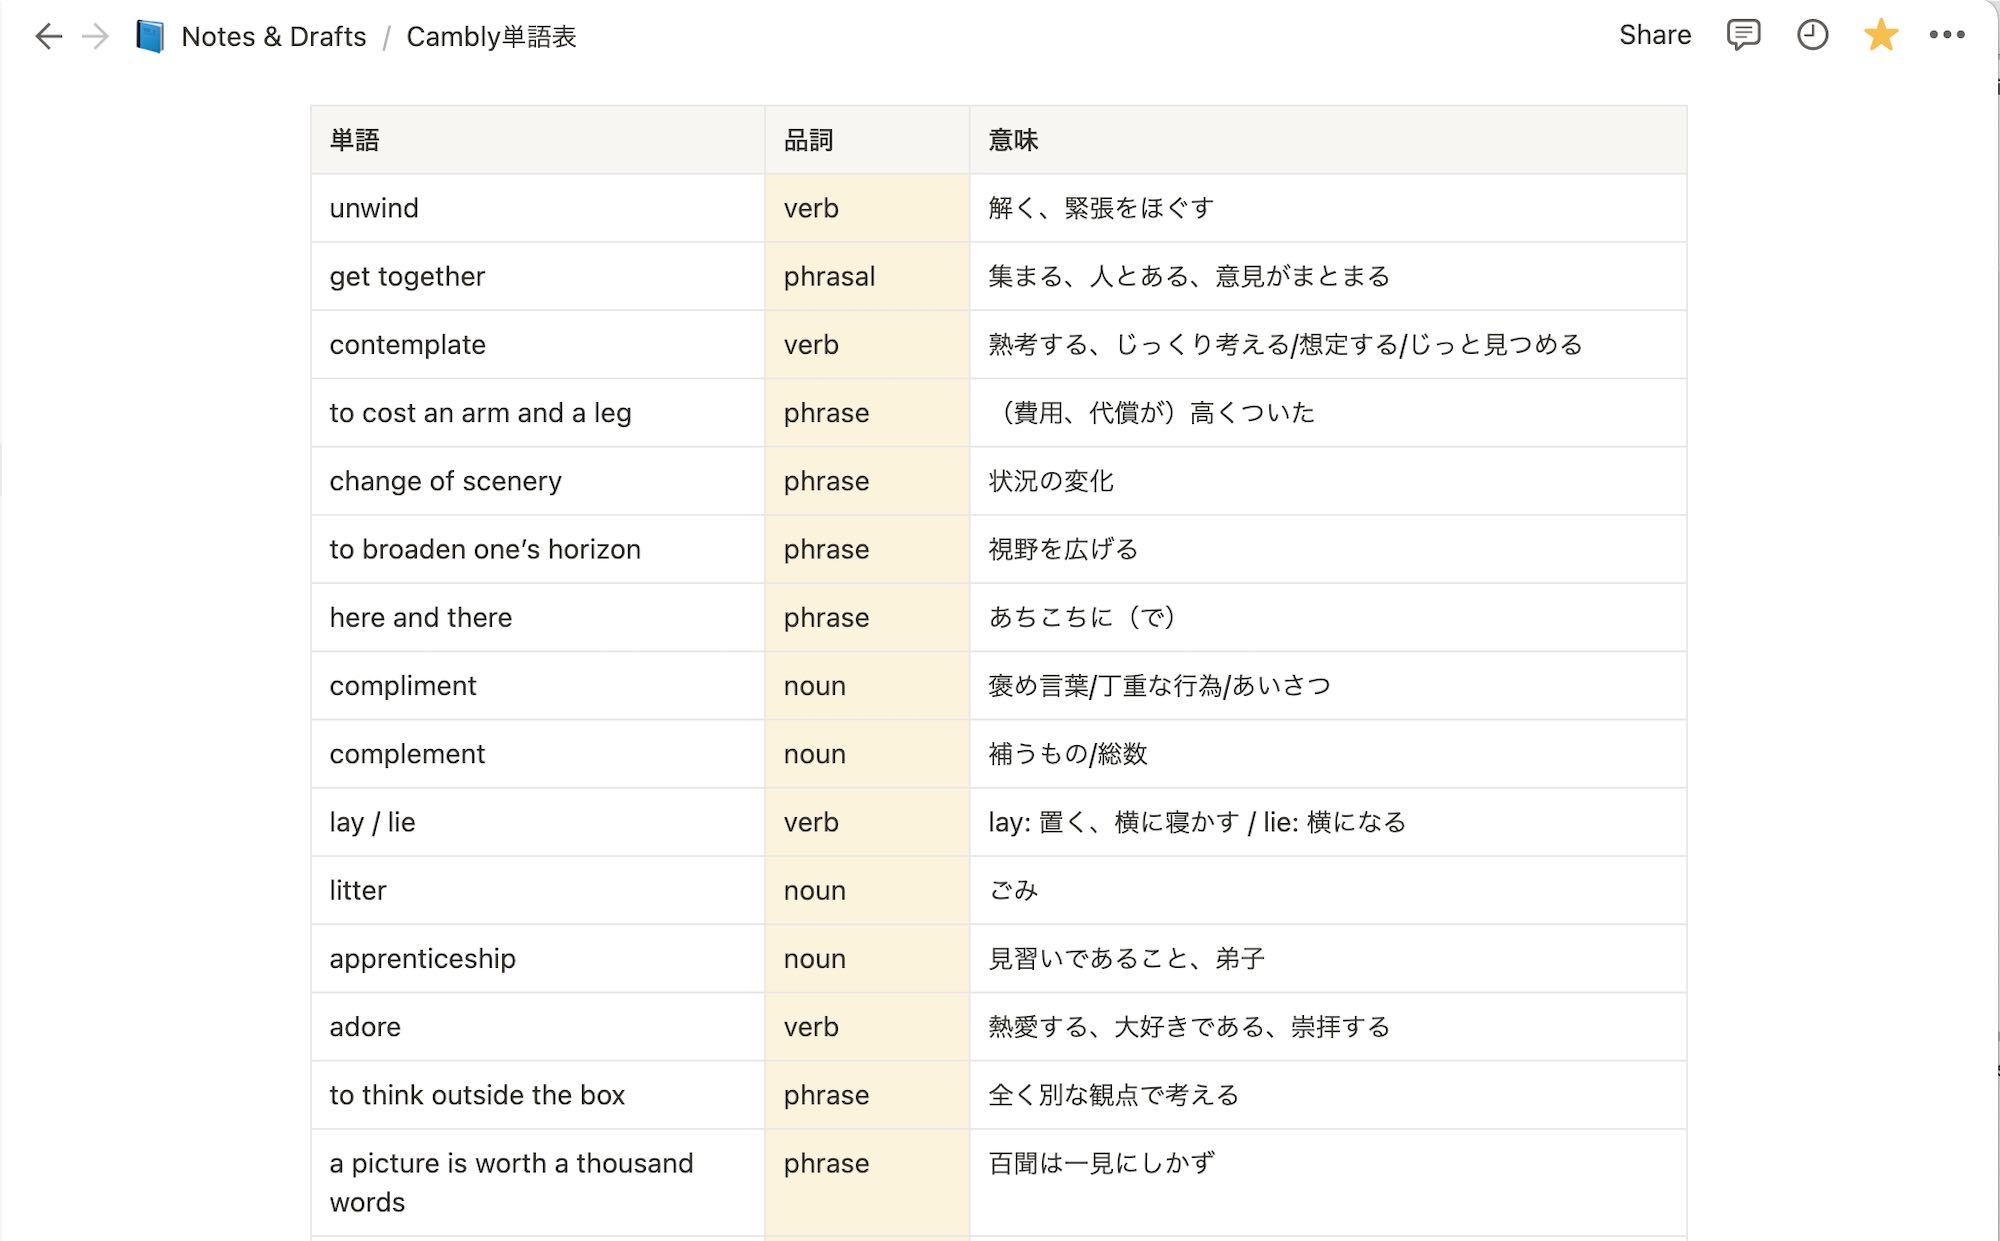 Notes & Drafts / Cambly単語表
Share
単語 品詞 意味
unwind verb 解く、緊張をほぐす
get together phrasal 集まる、人とある、意見がまとまる
contemplate verb 熟考する、じっくり考える/想定する/じっと見つめる
to cost an arm and a leg phrase （費用、代償が）高くついた
change of scenery phrase 状況の変化
to broaden one’s horizon phrase 視野を広げる
here and there phrase あちこちに（で）
compliment noun 褒め言葉/丁重な行為/あいさつ
complement noun 補うもの/総数
lay / lie verb lay: 置く、横に寝かす / lie: 横になる
litter noun ごみ
apprenticeship noun 見習いであること、弟子
adore verb 熱愛する、大好きである、崇拝する
to think outside the box phrase 全く別な観点で考える
a picture is worth a thousand phrase 百聞は一見にしかず
words